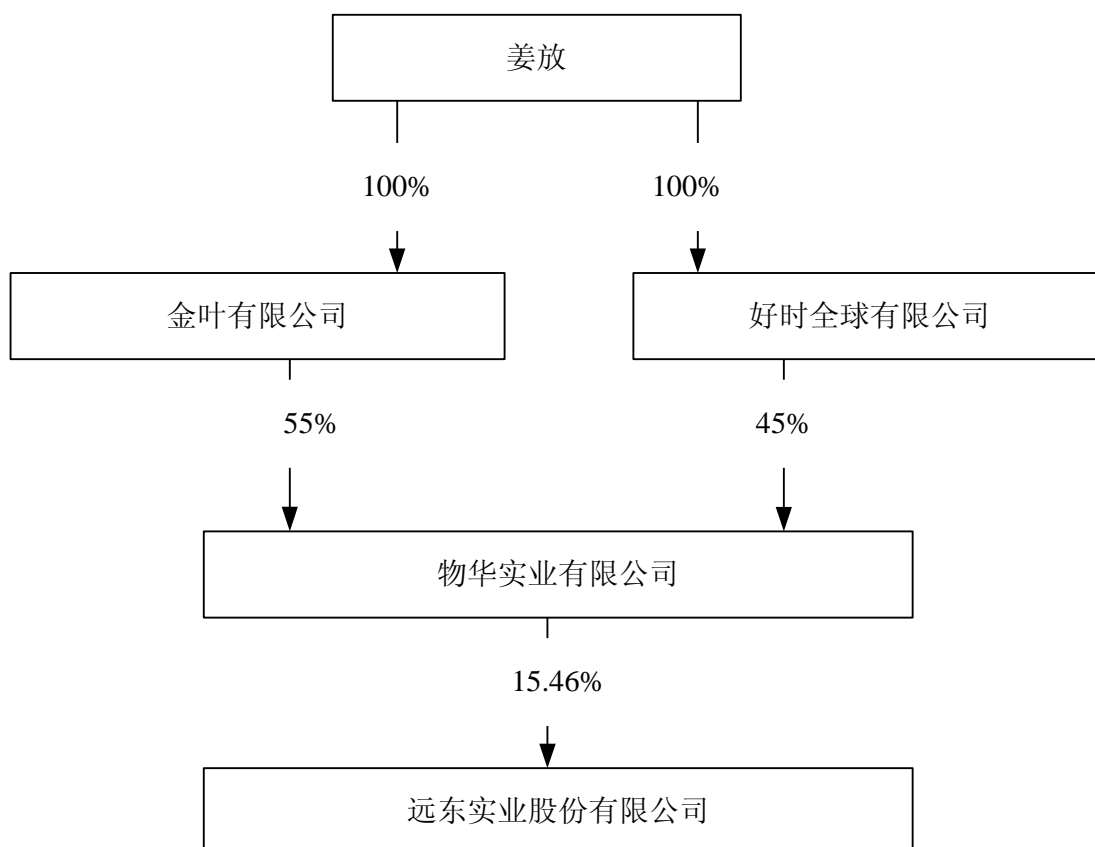 姜放
100%
100%
金叶有限公司
好时全球有限公司
55%
45%
物华实业有限公司
15.46%
远东实业股份有限公司